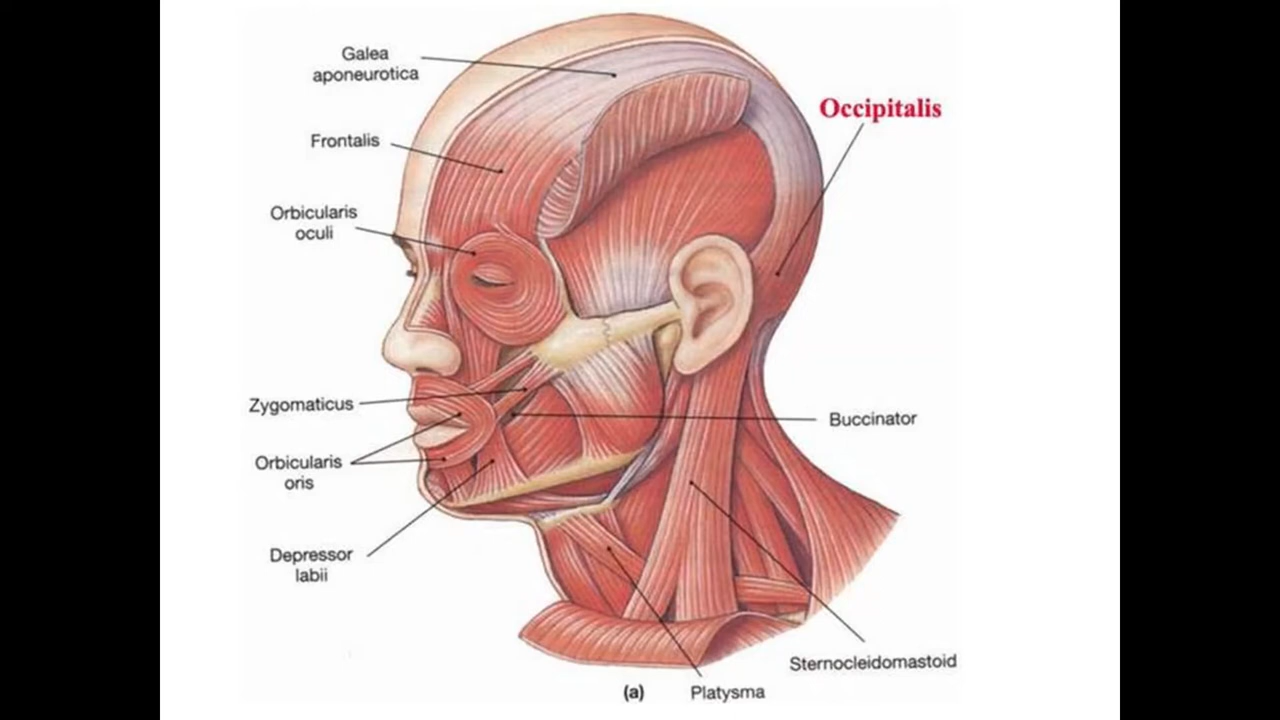 Galea
aponeurotica
Occipitalis
Frontalis
Orbicularis
oculi
Zygomaticus
Buccinator
Orbicularis
oris
Depressor
labii
Sternocleidomastoid
(a)
Platysma